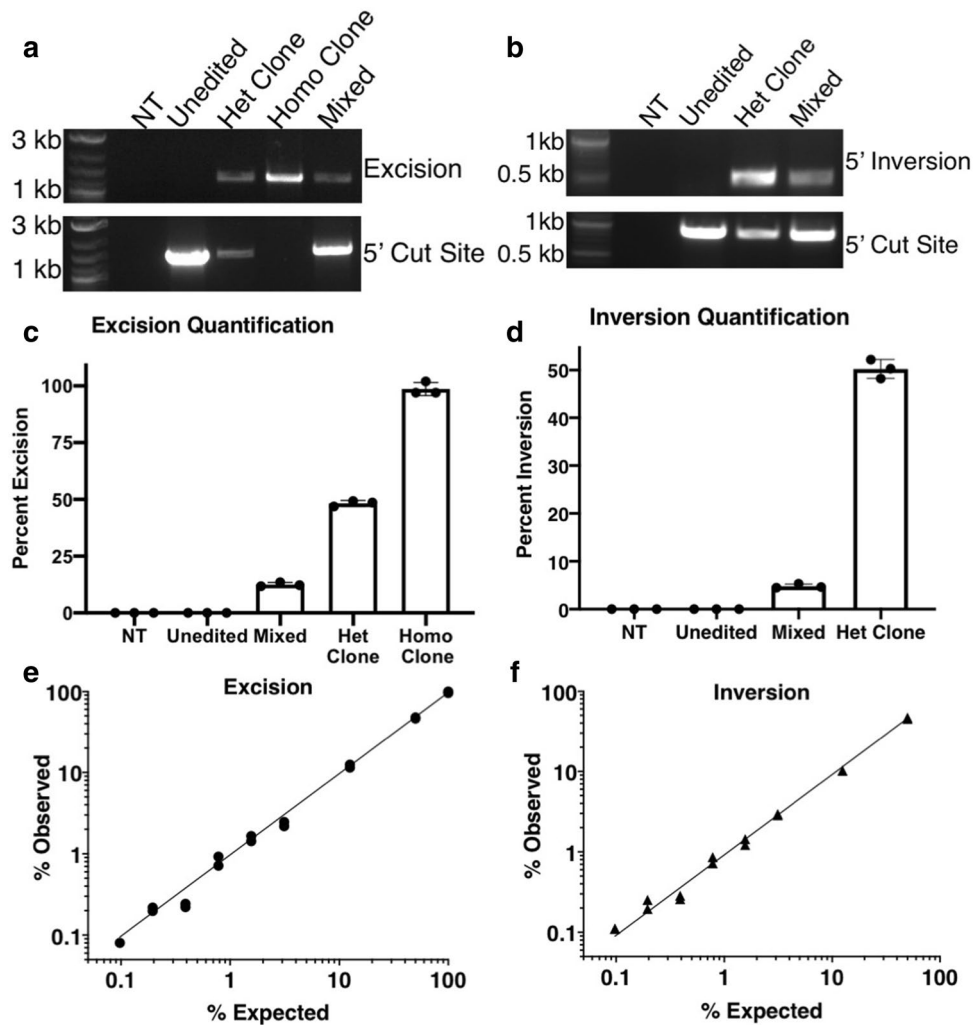 a
NT
Unedited
Het Clone
Homo Clone
Mixed
3 kb
1 kb
Excision
3 kb
1 kb
5' Cut Site
b
NT
Unedited
Het Clone
Mixed
1kb
0.5 kb
5' Inversion
1kb
0.5 kb
5' Cut Site
c
Excision Quantification
Percent Excision
100
75
50
25
0
NT
Unedited
Mixed
Het
Clone
Homo
Clone
d
Inversion Quantification
Percent Inversion
50
40
30
20
10
0
NT
Unedited
Mixed
Het Clone
e
Excision
% Observed
100
10
1
0.1
0.1
1
10
100
% Expected
f
Inversion
% Observed
100
10
1
0.1
0.1
1
10
100
% Expected